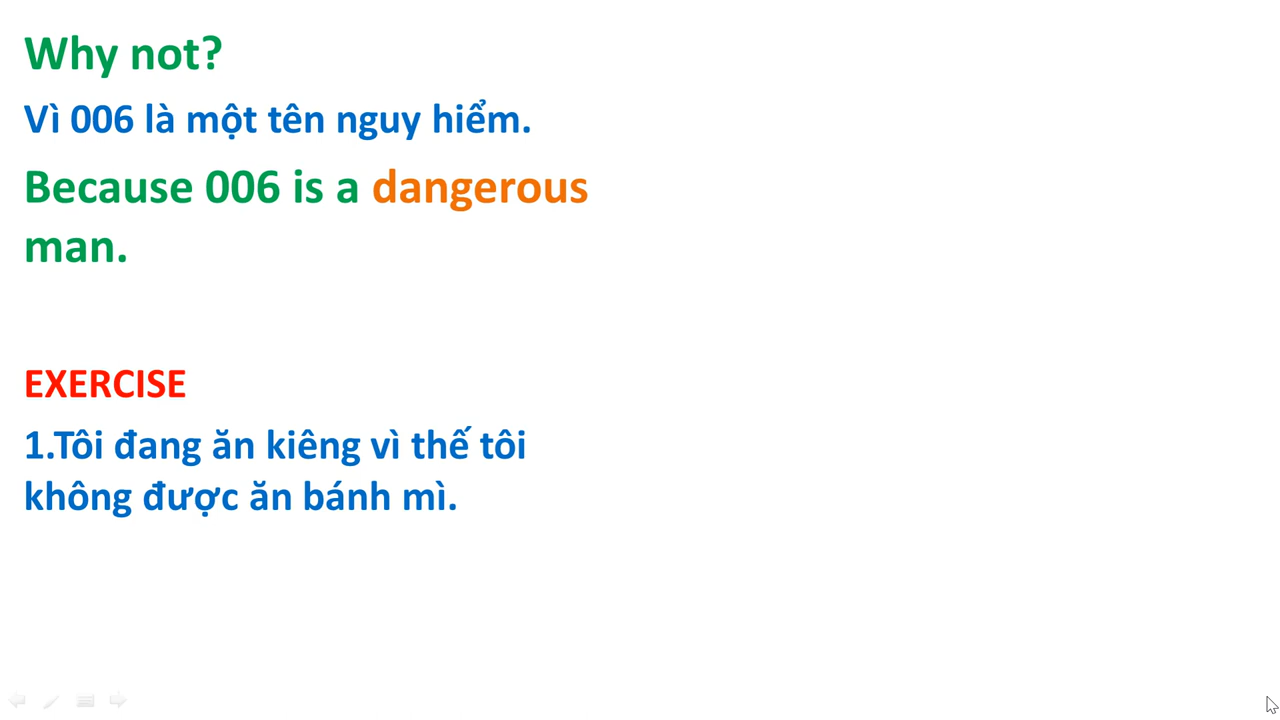 Why not?
Vì 006 là một tên nguy hiểm.
Because 006 is a dangerous
man.
EXERCISE
1.Tôi đang ăn kiêng vì thế tôi
không được ăn bánh mì.